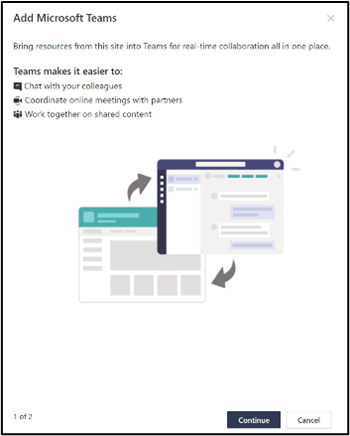 Add Microsoft Teams
Bring resources from this site into Teams for real-time collaboration all in one place.
Teams makes it easier to:
Chat with your colleagues
Coordinate online meetings with partners
Work together on shared content
1 of 2
Continue
Cancel